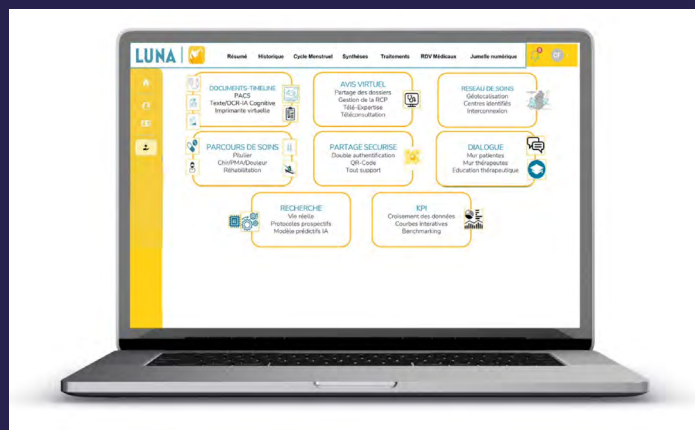 LUNA
Résumé Historique Cycle Menstruel Synthèses Traitements RDV Médicaux Jumelle numérique
DOCUMENTS-TIMELINE
PACS
Texte/OCR-IA Cognitive
Imprimante virtuelle
AVIS VIRTUEL
Partage des dossiers
Gestion de la RCP
Télé-Expertise
Téléconsultation
RESEAU DE SOINS
Géolocalisation
Centres identifiés
Interconnexion
PARCOURS DE SOINS
Pilulier
Chir/PMA/Douleur
Réhabilitation
PARTAGE SECURISE
Double authentification
QR-Code
Tout support
DIALOGUE
Mur patientes
Mur thérapeutes
Education thérapeutique
RECHERCHE
Vie réelle
Protocoles prospectifs
Modèle prédictifs IA
KPI
Croisement des données
Courbes interatives
Benchmarking